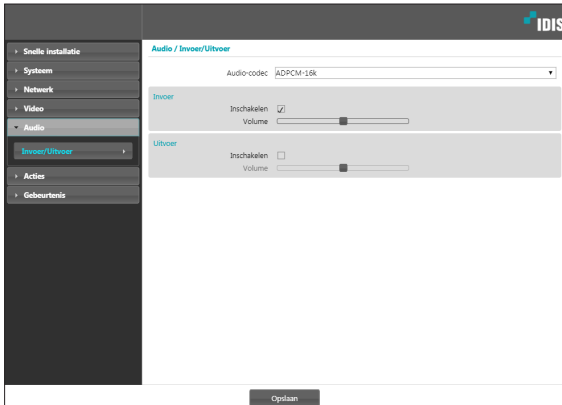 IDIS
Snelle installatie
Systeem
Netwerk
Video
Audio
Invoer/Uitvoer
Acties
Gebeurtenis
Audio / Invoer/Uitvoer
Audio-codec ADPCM-16k
Invoer
Inschakelen
Volume
Uitvoer
Inschakelen
Volume
Opslaan